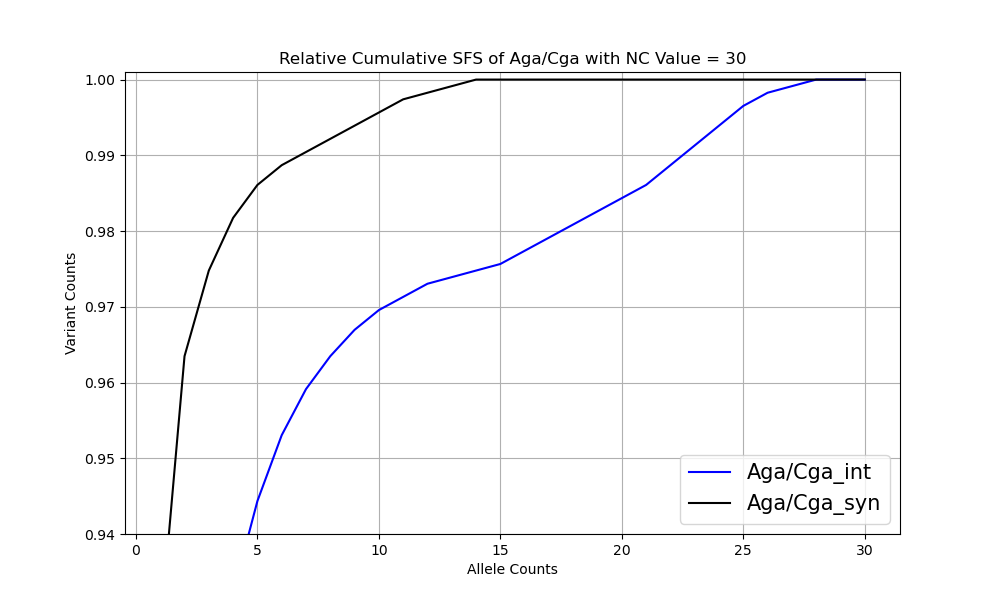 Relative Cumulative SFS of Aga/Cga with NC Value = 30
1.00
0.99
0.98
0.97
0.96
0.95
0.94
Variant Counts
0 5 10 15 20 25 30
Allele Counts
Aga/Cga_int
Aga/Cga_syn